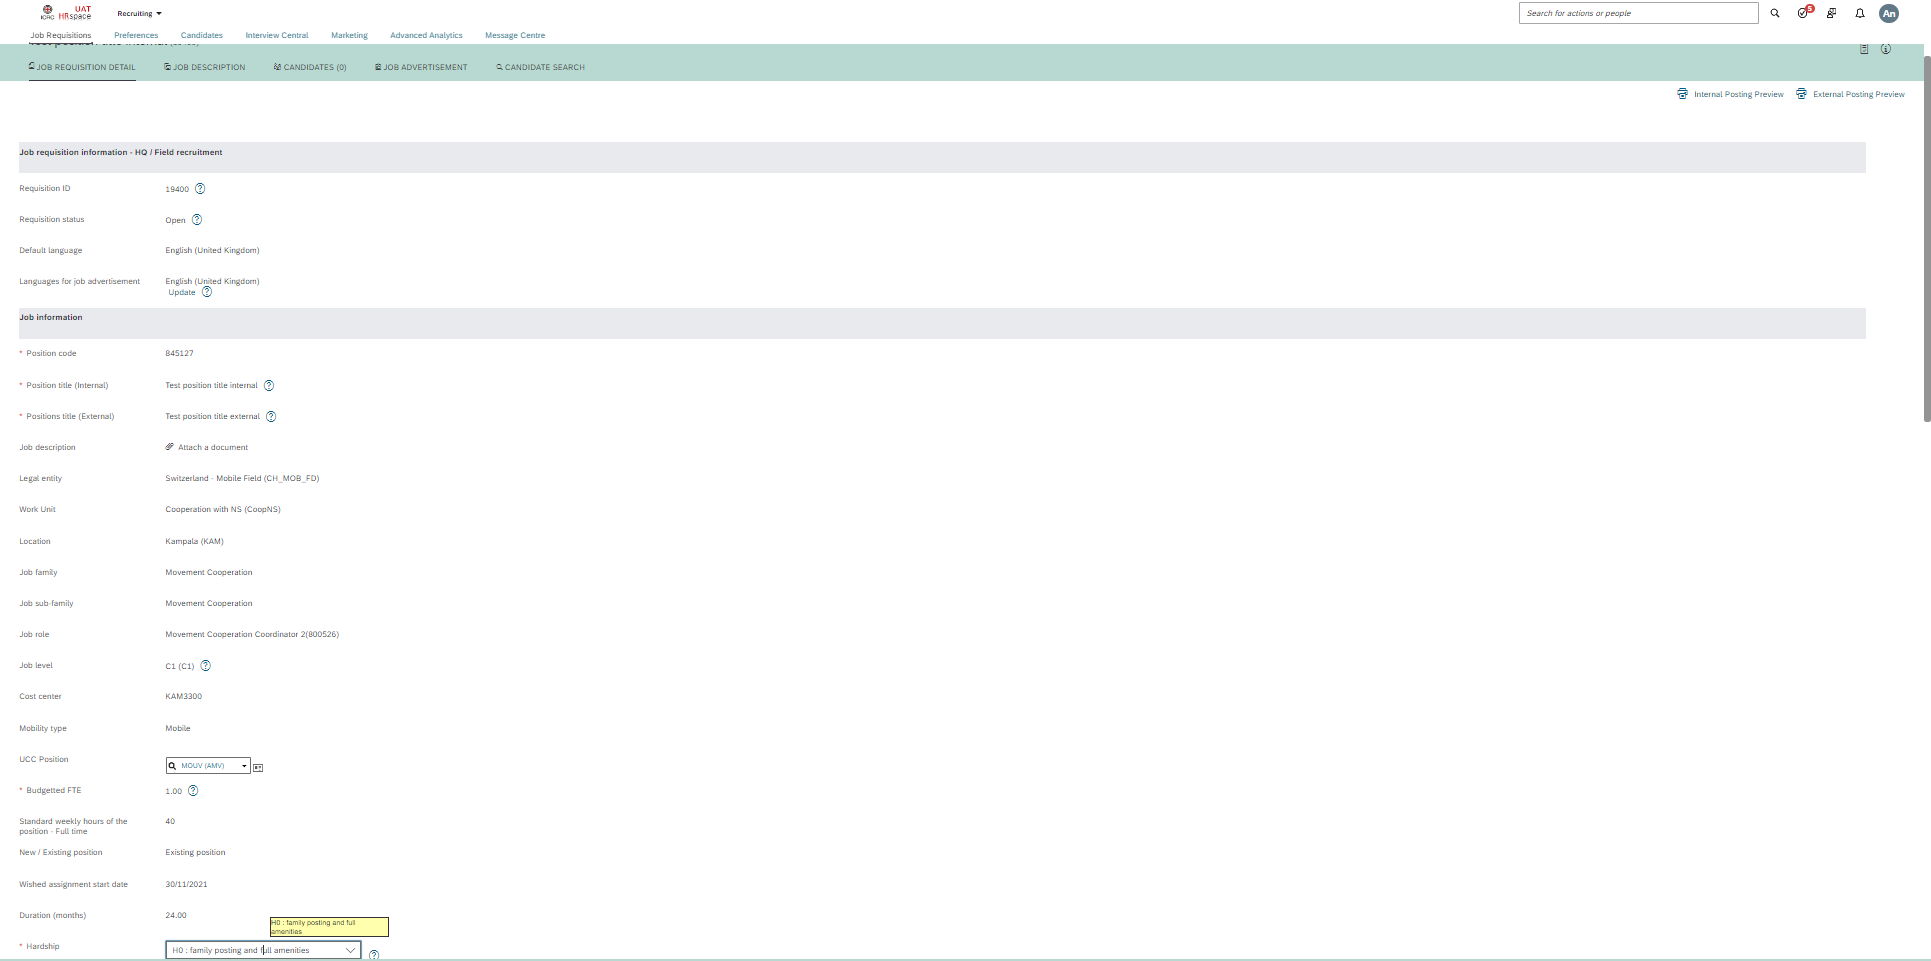 ICRC UAT HRspace Recruiting
Search for actions or people
5
An
Job Requisitions Preferences Candidates Interview Central Marketing Advanced Analytics Message Centre
JOB REQUISITION DETAIL JOB DESCRIPTION CANDIDATES (0) JOB ADVERTISEMENT CANDIDATE SEARCH
Internal Posting Preview External Posting Preview
Job requisition information - HQ / Field recruitment
Requisition ID 19400
Requisition status Open
Default language English (United Kingdom)
Languages for job advertisement English (United Kingdom)
Update
Job information
* Position code 845127
* Position title (Internal) Test position title internal
* Positions title (External) Test position title external
Job description Attach a document
Legal entity Switzerland - Mobile Field (CH_MOB_FD)
Work Unit Cooperation with NS (CoopNS)
Location Kampala (KAM)
Job family Movement Cooperation
Job sub-family Movement Cooperation
Job role Movement Cooperation Coordinator 2(800526)
Job level C1 (C1)
Cost center KAM3300
Mobility type Mobile
UCC Position MOUV (AMV)
* Budgetted FTE 1.00
Standard weekly hours of the position - Full time 40
New / Existing position Existing position
Wished assignment start date 30/11/2021
Duration (months) 24.00
H0 : family posting and full
amenities
* Hardship H0 : family posting and full amenities